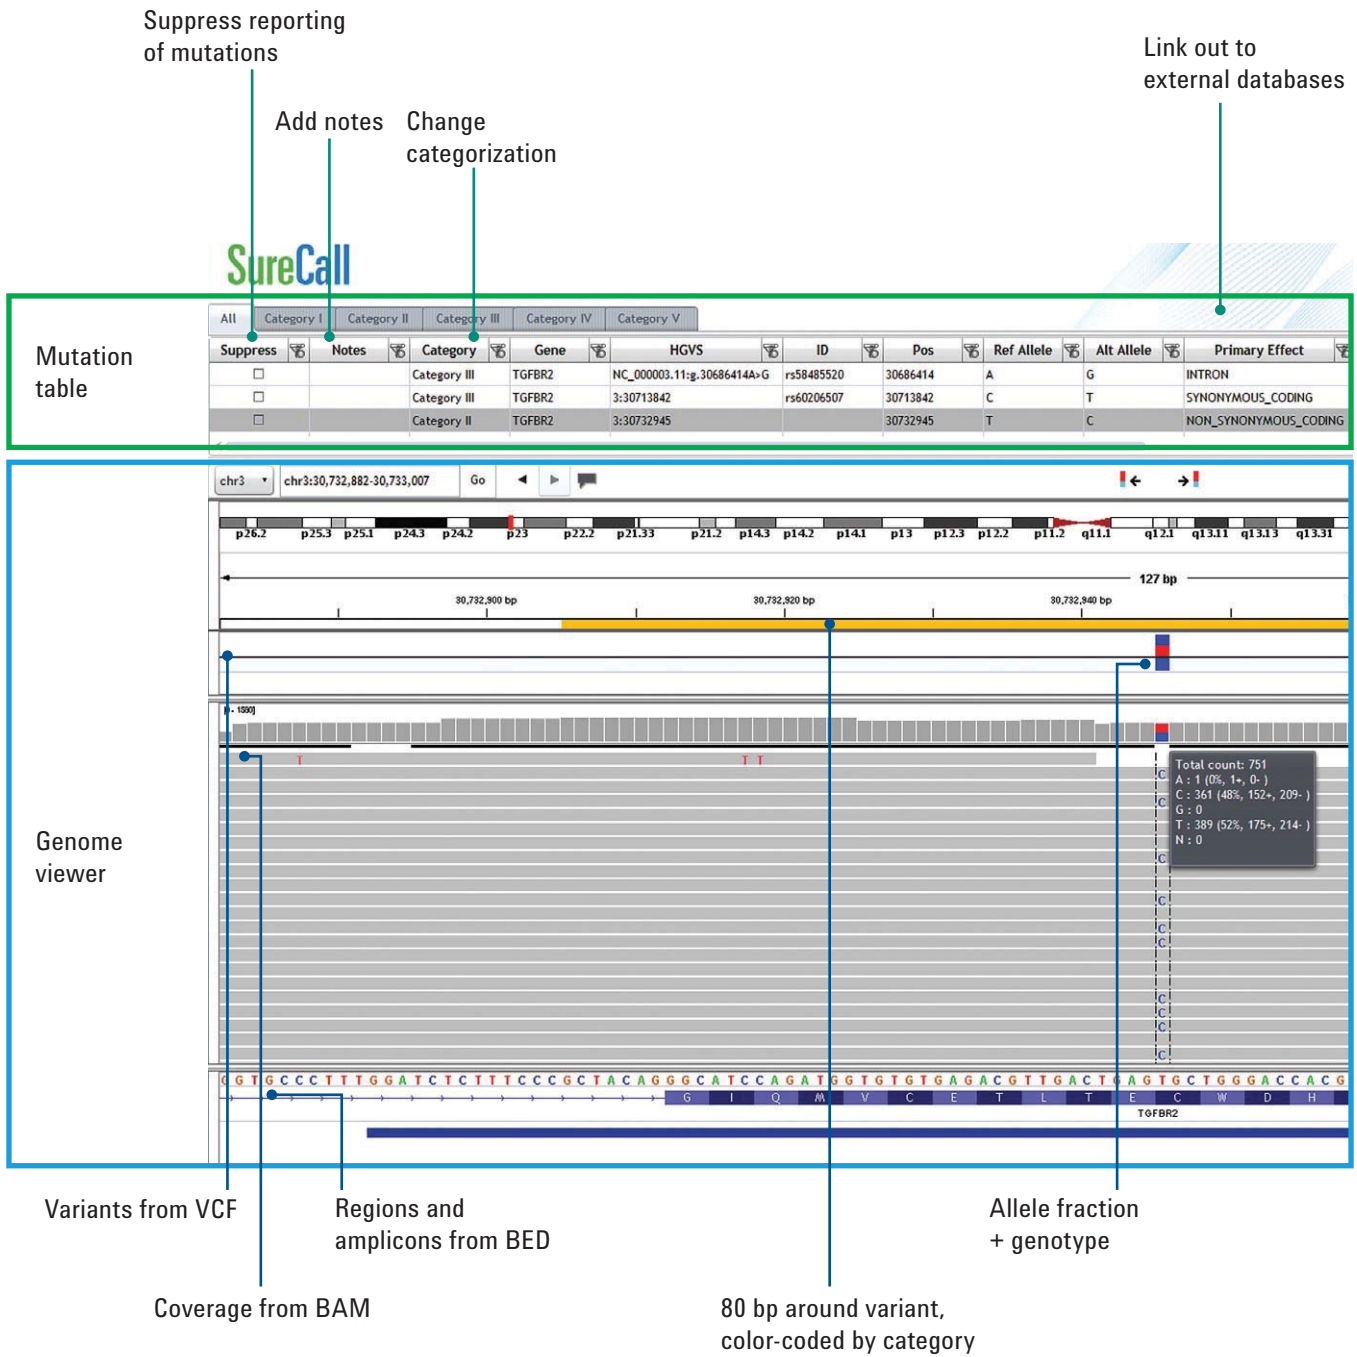 Suppress reporting
of mutations
Link out to
external databases
Add notes
Change
categorization
SureCall
Mutation
table
All Category I Category II Category III Category IV Category V
Suppress Notes Category Gene HGVS ID Pos Ref Allele Alt Allele Primary Effect
Category III TGFBR2 NC_000003.11:g.30686414A>G rs58485520 30686414 A G INTRON
Category III TGFBR2 3:30713842 rs60206507 30713842 C T SYNONYMOUS_CODING
Category II TGFBR2 3:30732945 30732945 T C NON_SYNONYMOUS_CODING
chr3 chr3:30,732,882-30,733,007 Go
p26.2 p25.3 p25.1 p24.3 p24.2 p23 p22.2 p21.33 p21.2 p14.3 p14.2 p14.1 p13 p12.3 p12.2 p11.2 q11.1 q12.1 q13.11 q13.13 q13.31
127 bp
30,732,900 bp 30,732,920 bp 30,732,940 bp
Genome
viewer
T T T
Total count: 751
A : 1 (0%, 1+, 0- )
C : 361 (48%, 152+, 209- )
G : 0
T : 389 (52%, 175+, 214- )
N : 0
C
C
C
C
C
C
C
C
C
C
G G T G C C C T T T G G A T C T C T T T C C C G C T A C A G G G C A T C C A G A T G G T G T G T G A G A C G T T G A C T G A G T G C T G G G A C C A C G
G I Q M V C E T L T E C W D H
TGFBR2
Variants from VCF
Regions and
amplicons from BED
Allele fraction
+ genotype
Coverage from BAM
80 bp around variant,
color-coded by category